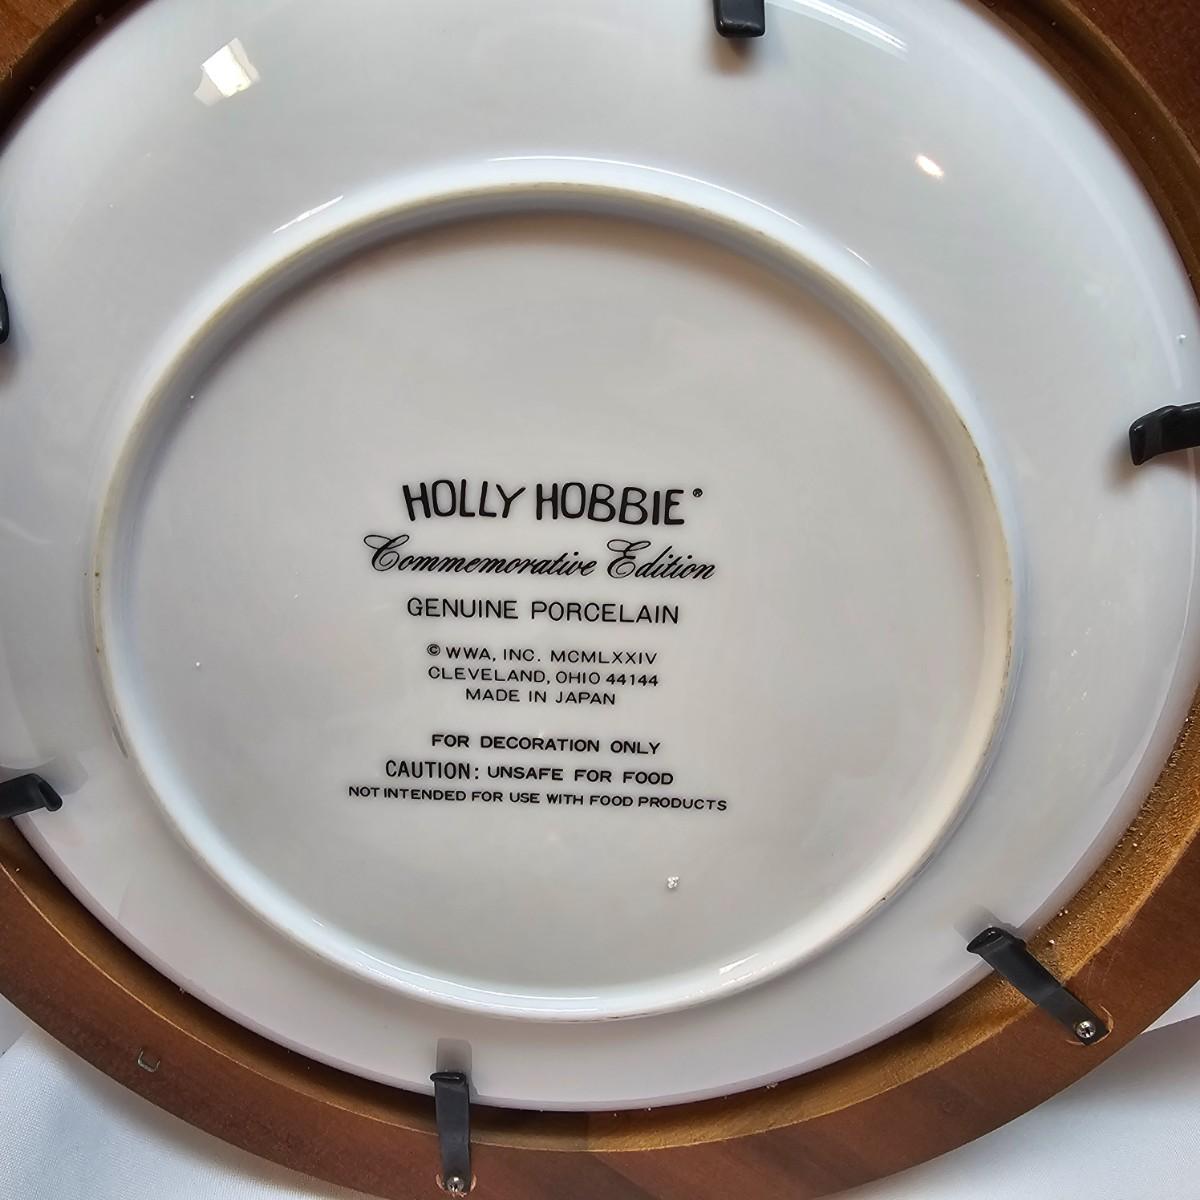 HOLLY HOBBIE®
Commemorative Edition
GENUINE PORCELAIN
© WWA, INC. MCMLXXIV
CLEVELAND, OHIO 44144
MADE IN JAPAN
FOR DECORATION ONLY
CAUTION: UNSAFE FOR FOOD
NOT INTENDED FOR USE WITH FOOD PRODUCTS